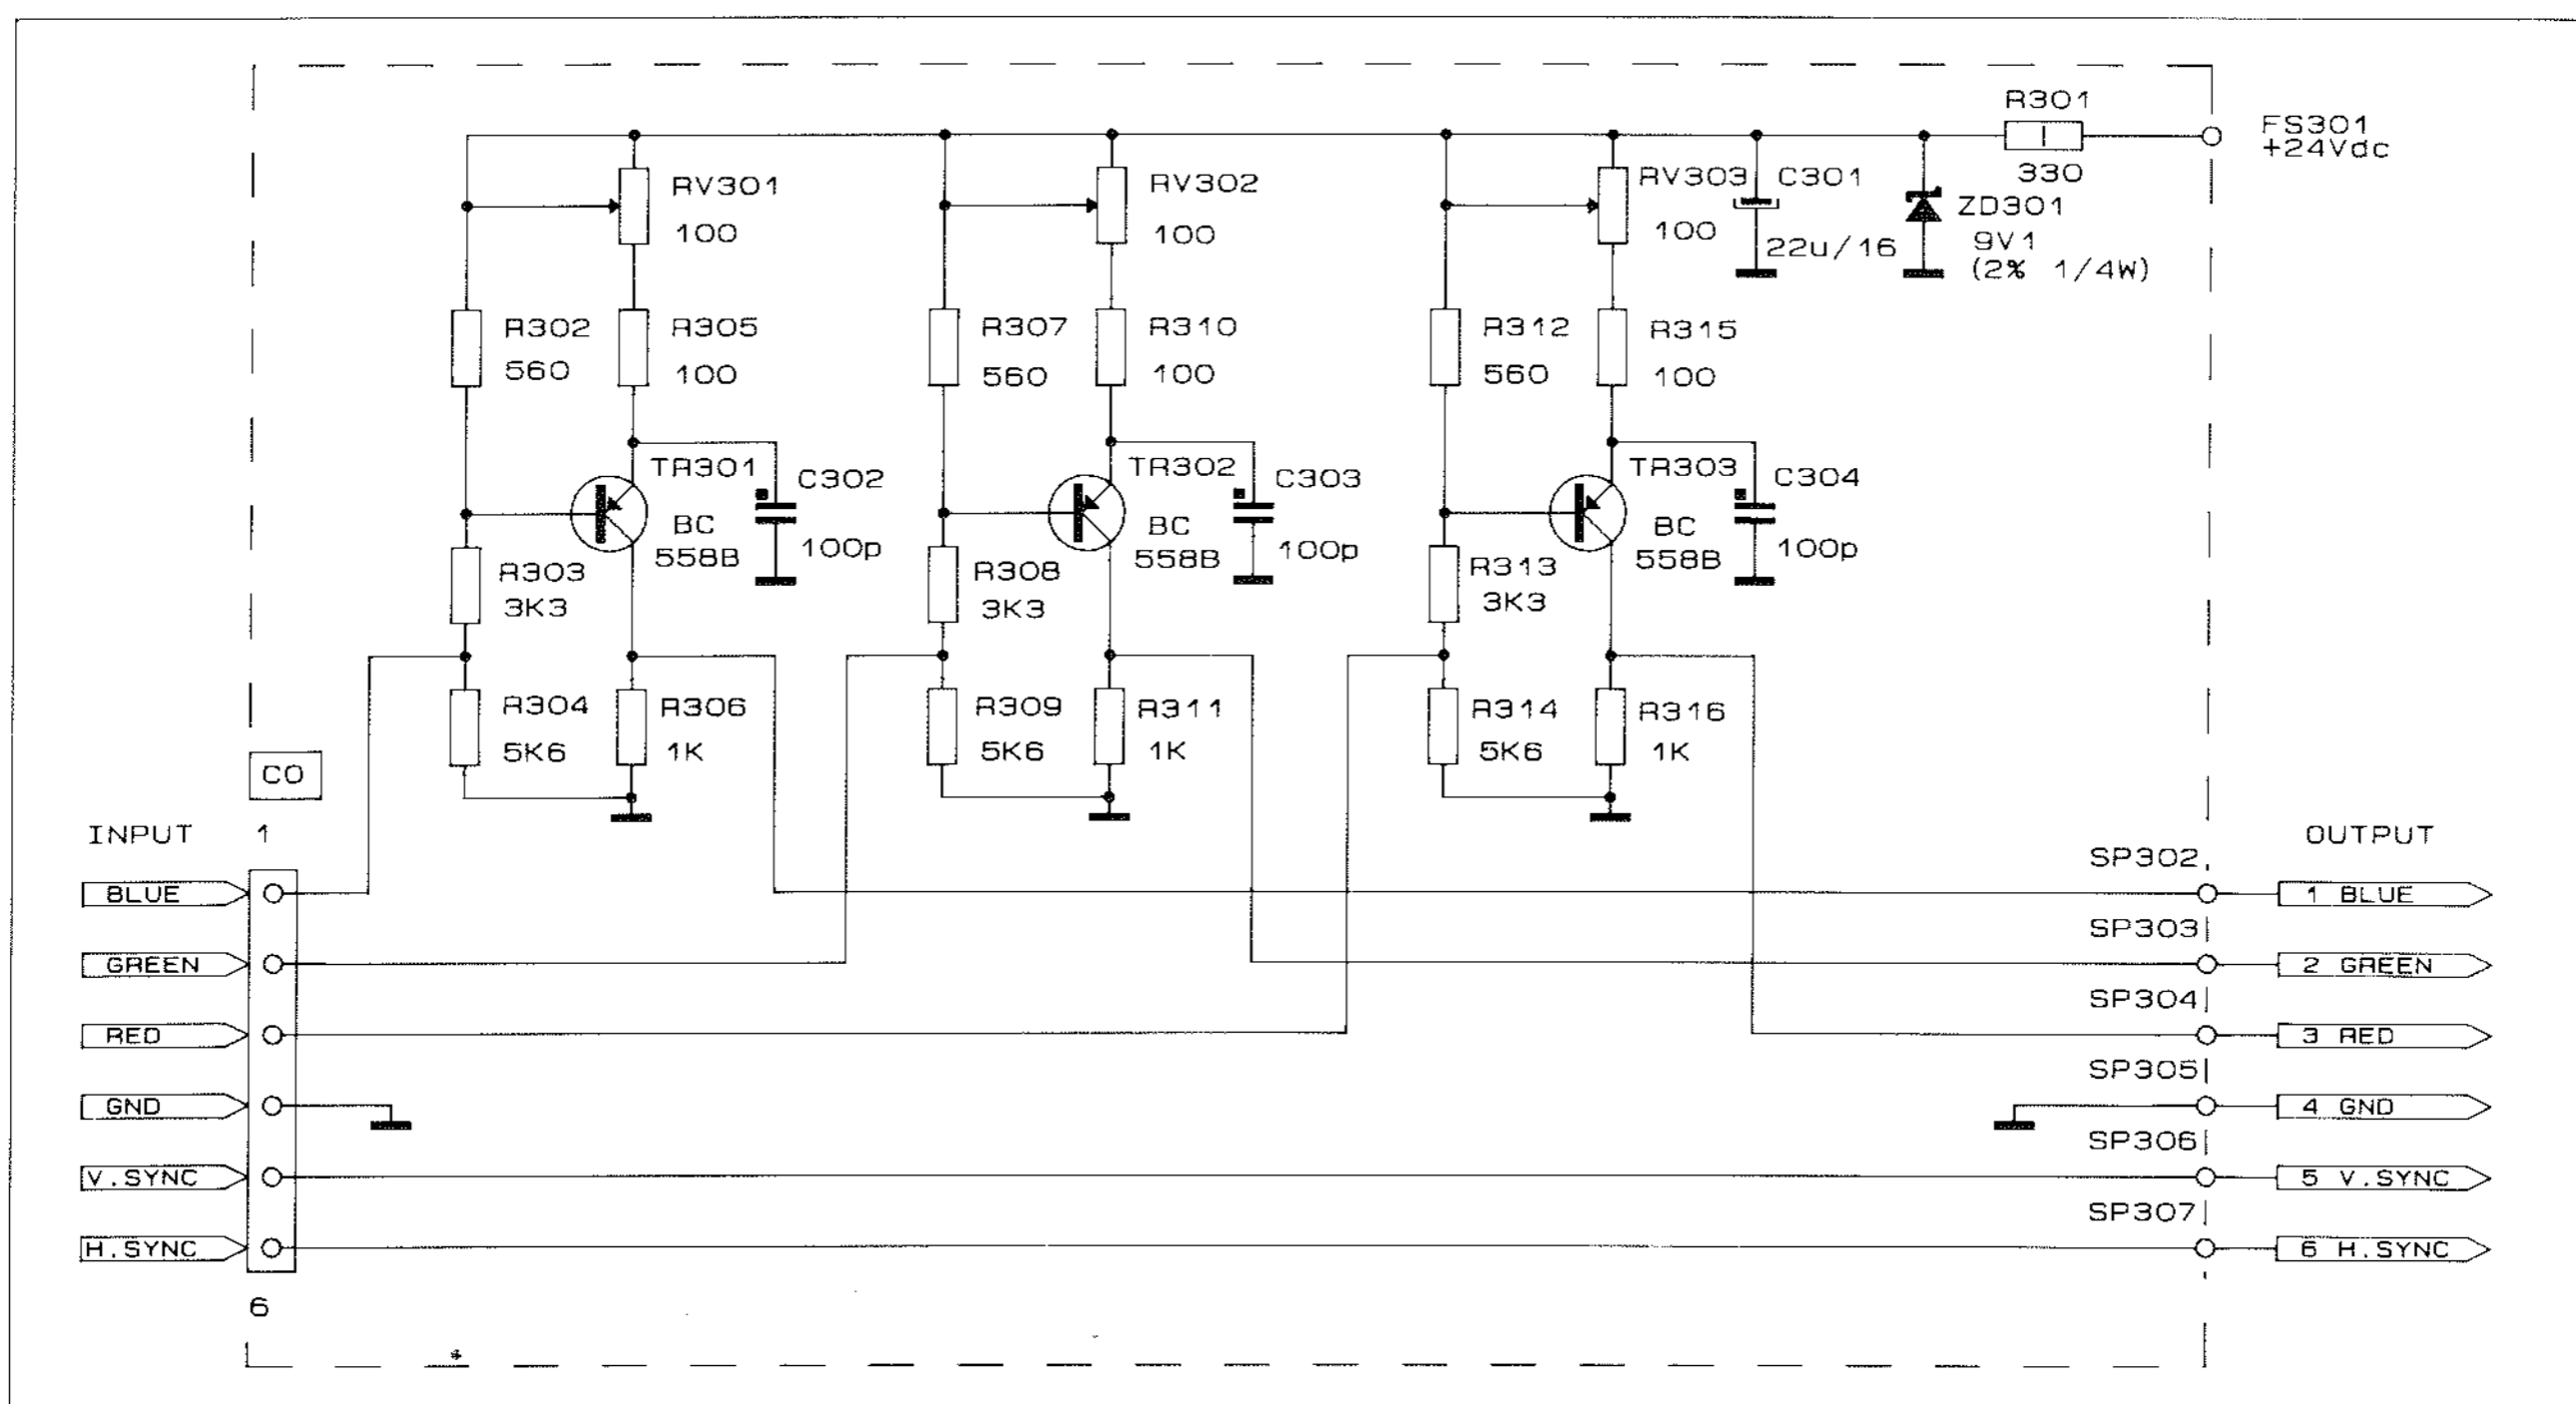 R301
FS301
+24Vdc
330
RV301
100
RV302
100
RV303
100
C301
22u/16
ZD301
9V1
(2% 1/4W)
R302
560
R305
100
R307
560
R310
100
R312
560
R315
100
TR301
BC
558B
C302
100p
TR302
BC
558B
C303
100p
TR303
BC
558B
C304
100p
R303
3K3
R308
3K3
R313
3K3
R304
5K6
R306
1K
R309
5K6
R311
1K
R314
5K6
R316
1K
CO
INPUT
1
OUTPUT
SP302
BLUE
1 BLUE
SP303
GREEN
2 GREEN
SP304
RED
3 RED
SP305
GND
4 GND
SP306
V.SYNC
5 V.SYNC
SP307
H.SYNC
6 H.SYNC
6